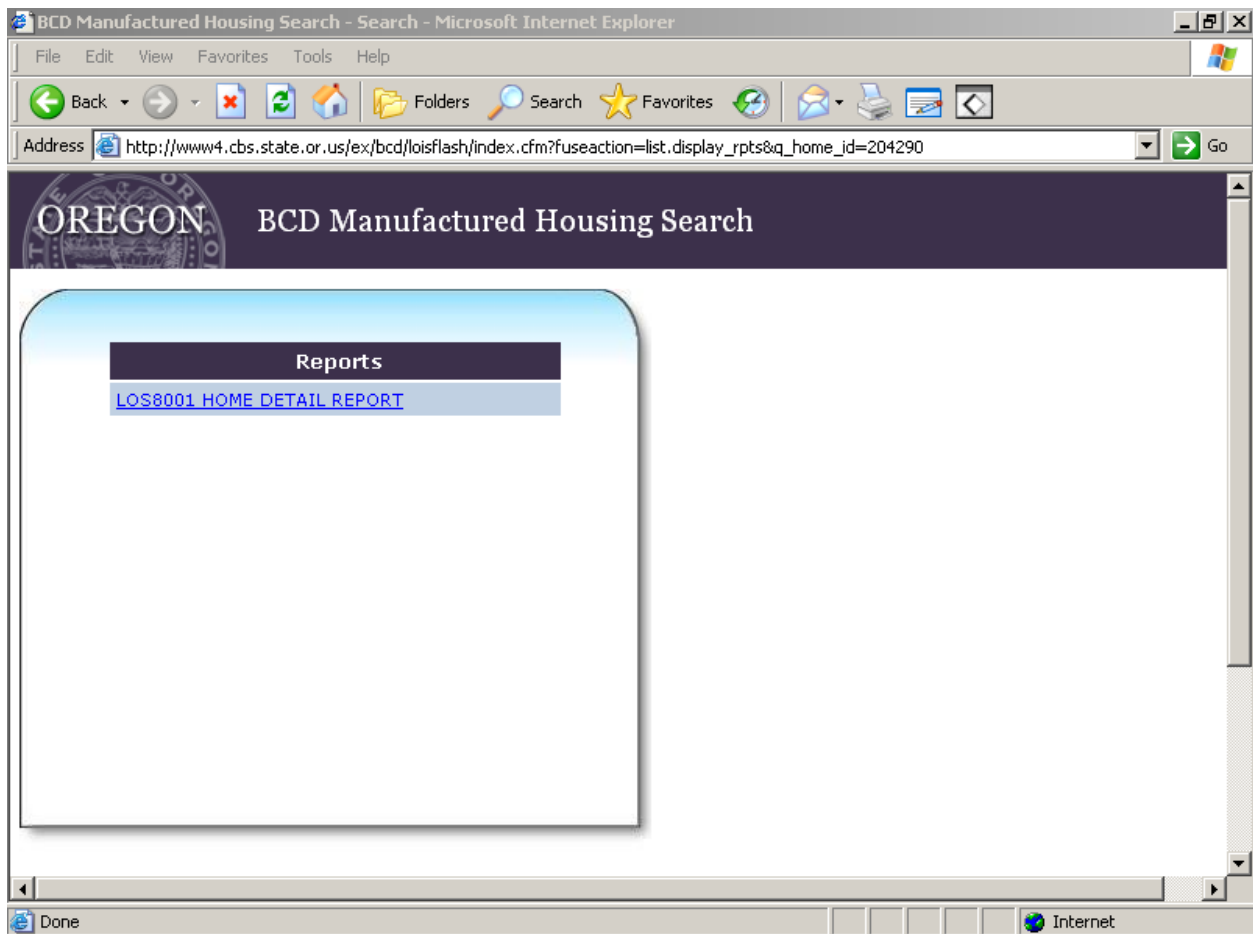 BCD Manufactured Housing Search - Search - Microsoft Internet Explorer
File Edit View Favorites Tools Help
Back Folders Search Favorites
Address http://www4.cbs.state.or.us/ex/bcd/loisflash/index.cfm?fuseaction=list.display_rpts&q_home_id=204290 Go
OREGON BCD Manufactured Housing Search
Reports
LOS8001 HOME DETAIL REPORT
Done Internet